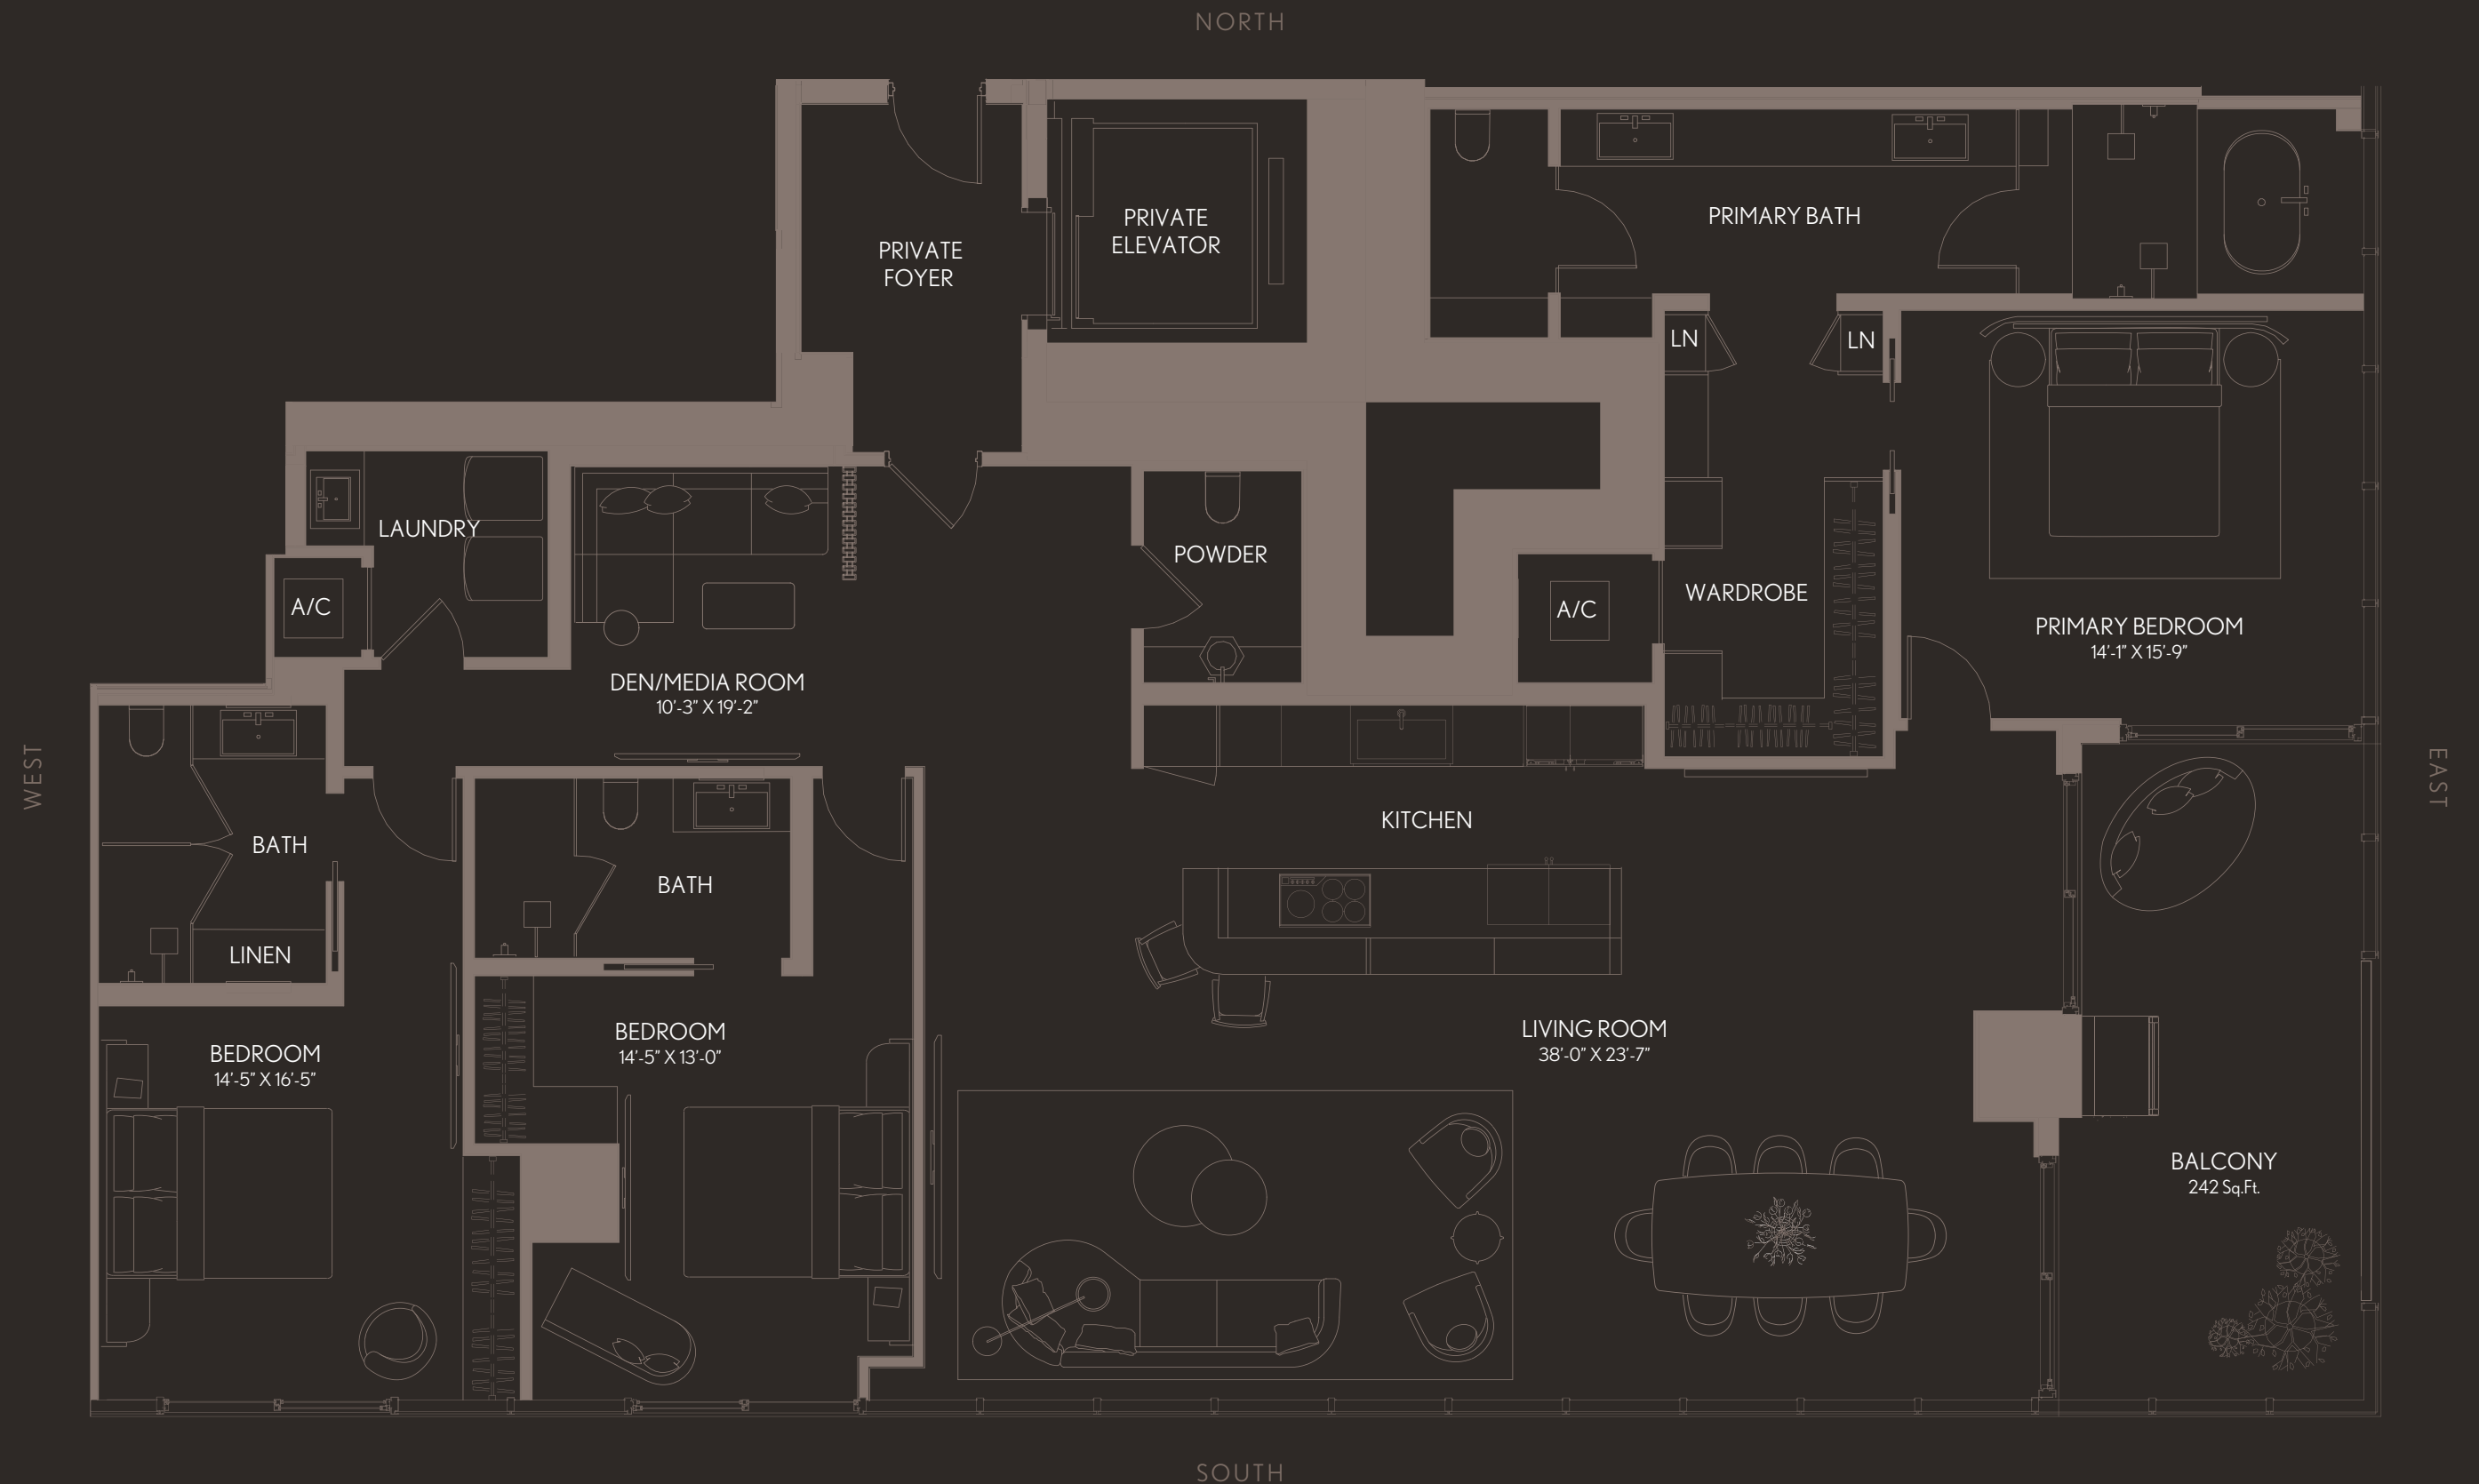 NORTH
PRIVATE
FOYER
PRIVATE
ELEVATOR
PRIMARY BATH
LN
LN
LAUNDRY
A/C
DEN/MEDIA ROOM
10'-3" X 19'-2"
POWDER
A/C
WARDROBE
PRIMARY BEDROOM
14'-1" X 15'-9"
WEST
EAST
BATH
LINEN
BATH
KITCHEN
BEDROOM
14'-5" X 16'-5"
BEDROOM
14'-5" X 13'-0"
LIVING ROOM
38'-0" X 23'-7"
BALCONY
242 Sq.Ft.
SOUTH